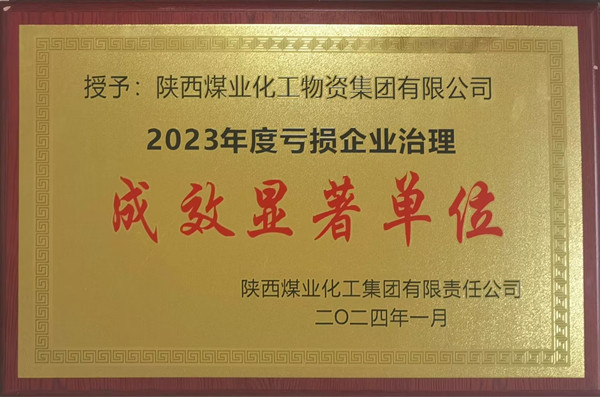 授予：陕西煤业化工物资集团有限公司
2023年度亏损企业治理
成效显著单位
陕西煤业化工集团有限责任公司
二〇二四年一月